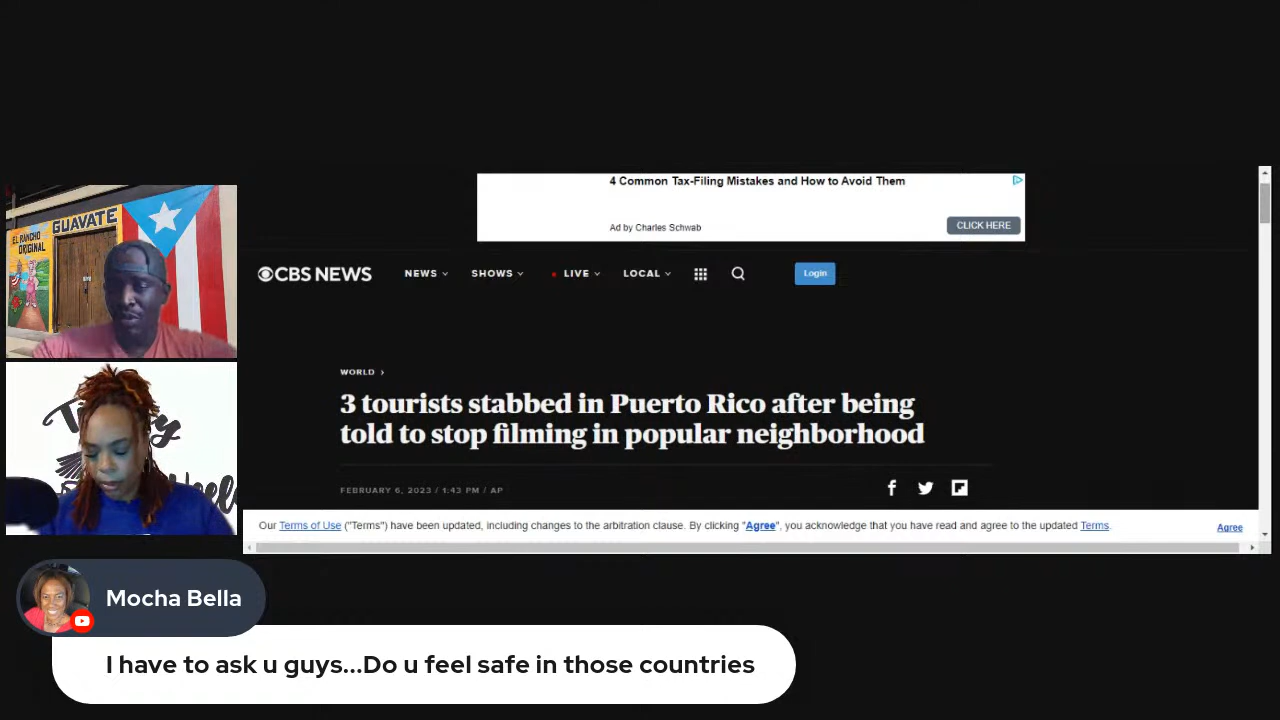 EL RANCHO
ORIGINAL
GUAVATE
4 Common Tax-Filing Mistakes and How to Avoid Them
Ad by Charles Schwab
CLICK HERE
CBS NEWS
NEWS
SHOWS
LIVE
LOCAL
Login
WORLD
3 tourists stabbed in Puerto Rico after being
told to stop filming in popular neighborhood
FEBRUARY 6, 2023 / 1:43 PM / AP
Our Terms of Use ("Terms") have been updated, including changes to the arbitration clause. By clicking "Agree", you acknowledge that you have read and agree to the updated Terms.
Agree
Mocha Bella
I have to ask u guys...Do u feel safe in those countries